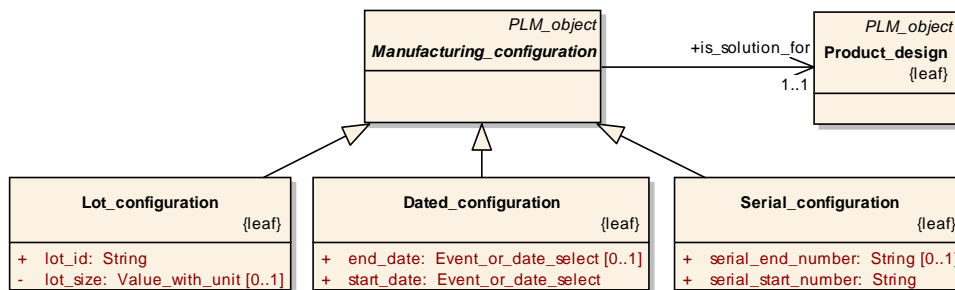 PLM_object
Manufacturing_configuration
+is_solution_for
1..1
PLM_object
Product_design
{leaf}
Lot_configuration
{leaf}
+ lot_id: String
- lot_size: Value_with_unit [0..1]
Dated_configuration
{leaf}
+ end_date: Event_or_date_select [0..1]
+ start_date: Event_or_date_select
Serial_configuration
{leaf}
+ serial_end_number: String [0..1]
+ serial_start_number: String